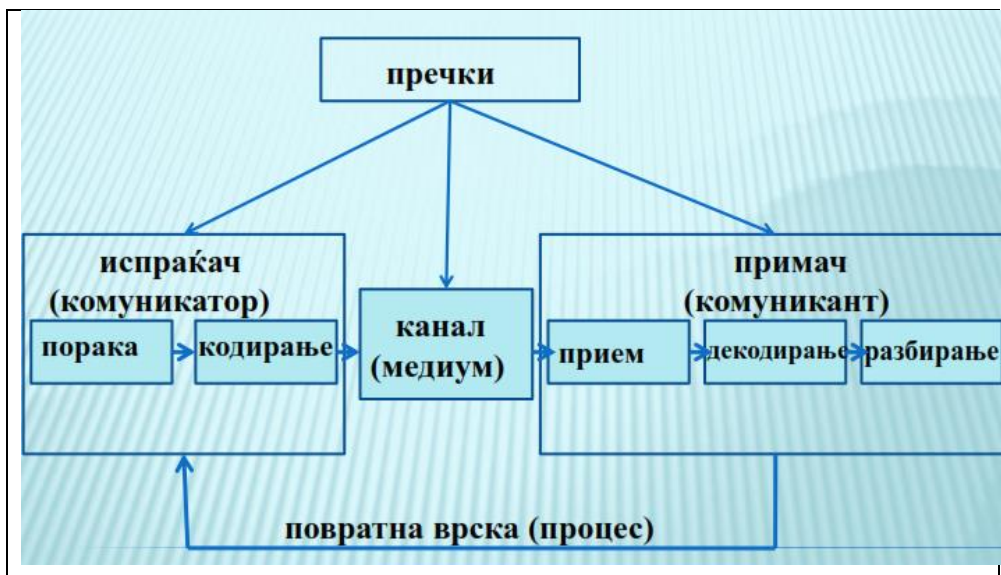 пречки
испраќач
(комуникатор)
порака
кодирање
канал
(медиум)
примач
(комуникант)
прием
декодирање
разбирање
повратна врска (процес)